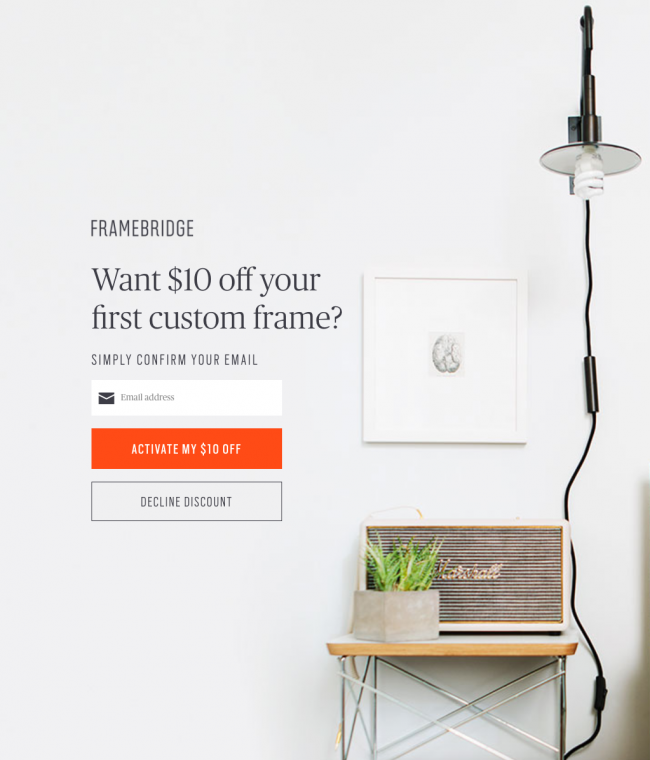 FRAMEBRIDGE
Want $10 off your
first custom frame?
SIMPLY CONFIRM YOUR EMAIL
Email address
ACTIVATE MY $10 OFF
DECLINE DISCOUNT
Marshall